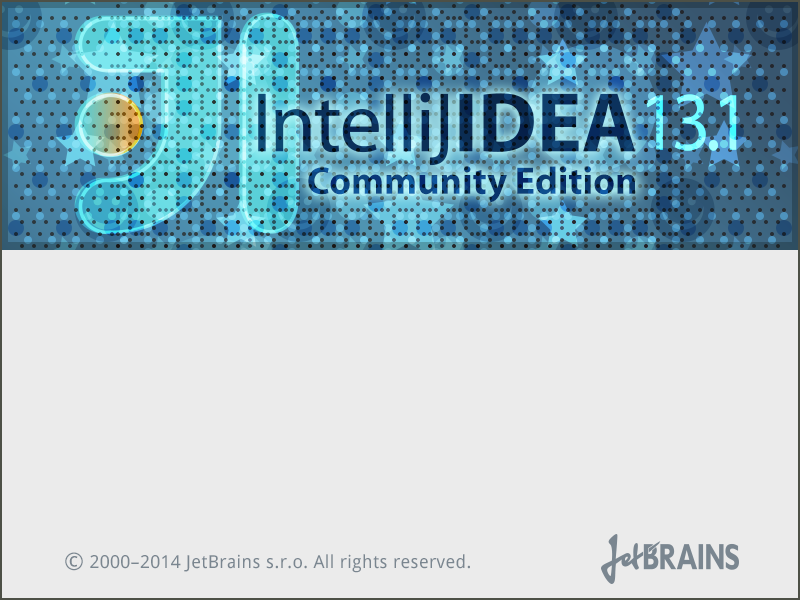 IntelliJIDEA 13.1
Community Edition
© 2000–2014 JetBrains s.r.o. All rights reserved.
JetBRAINS